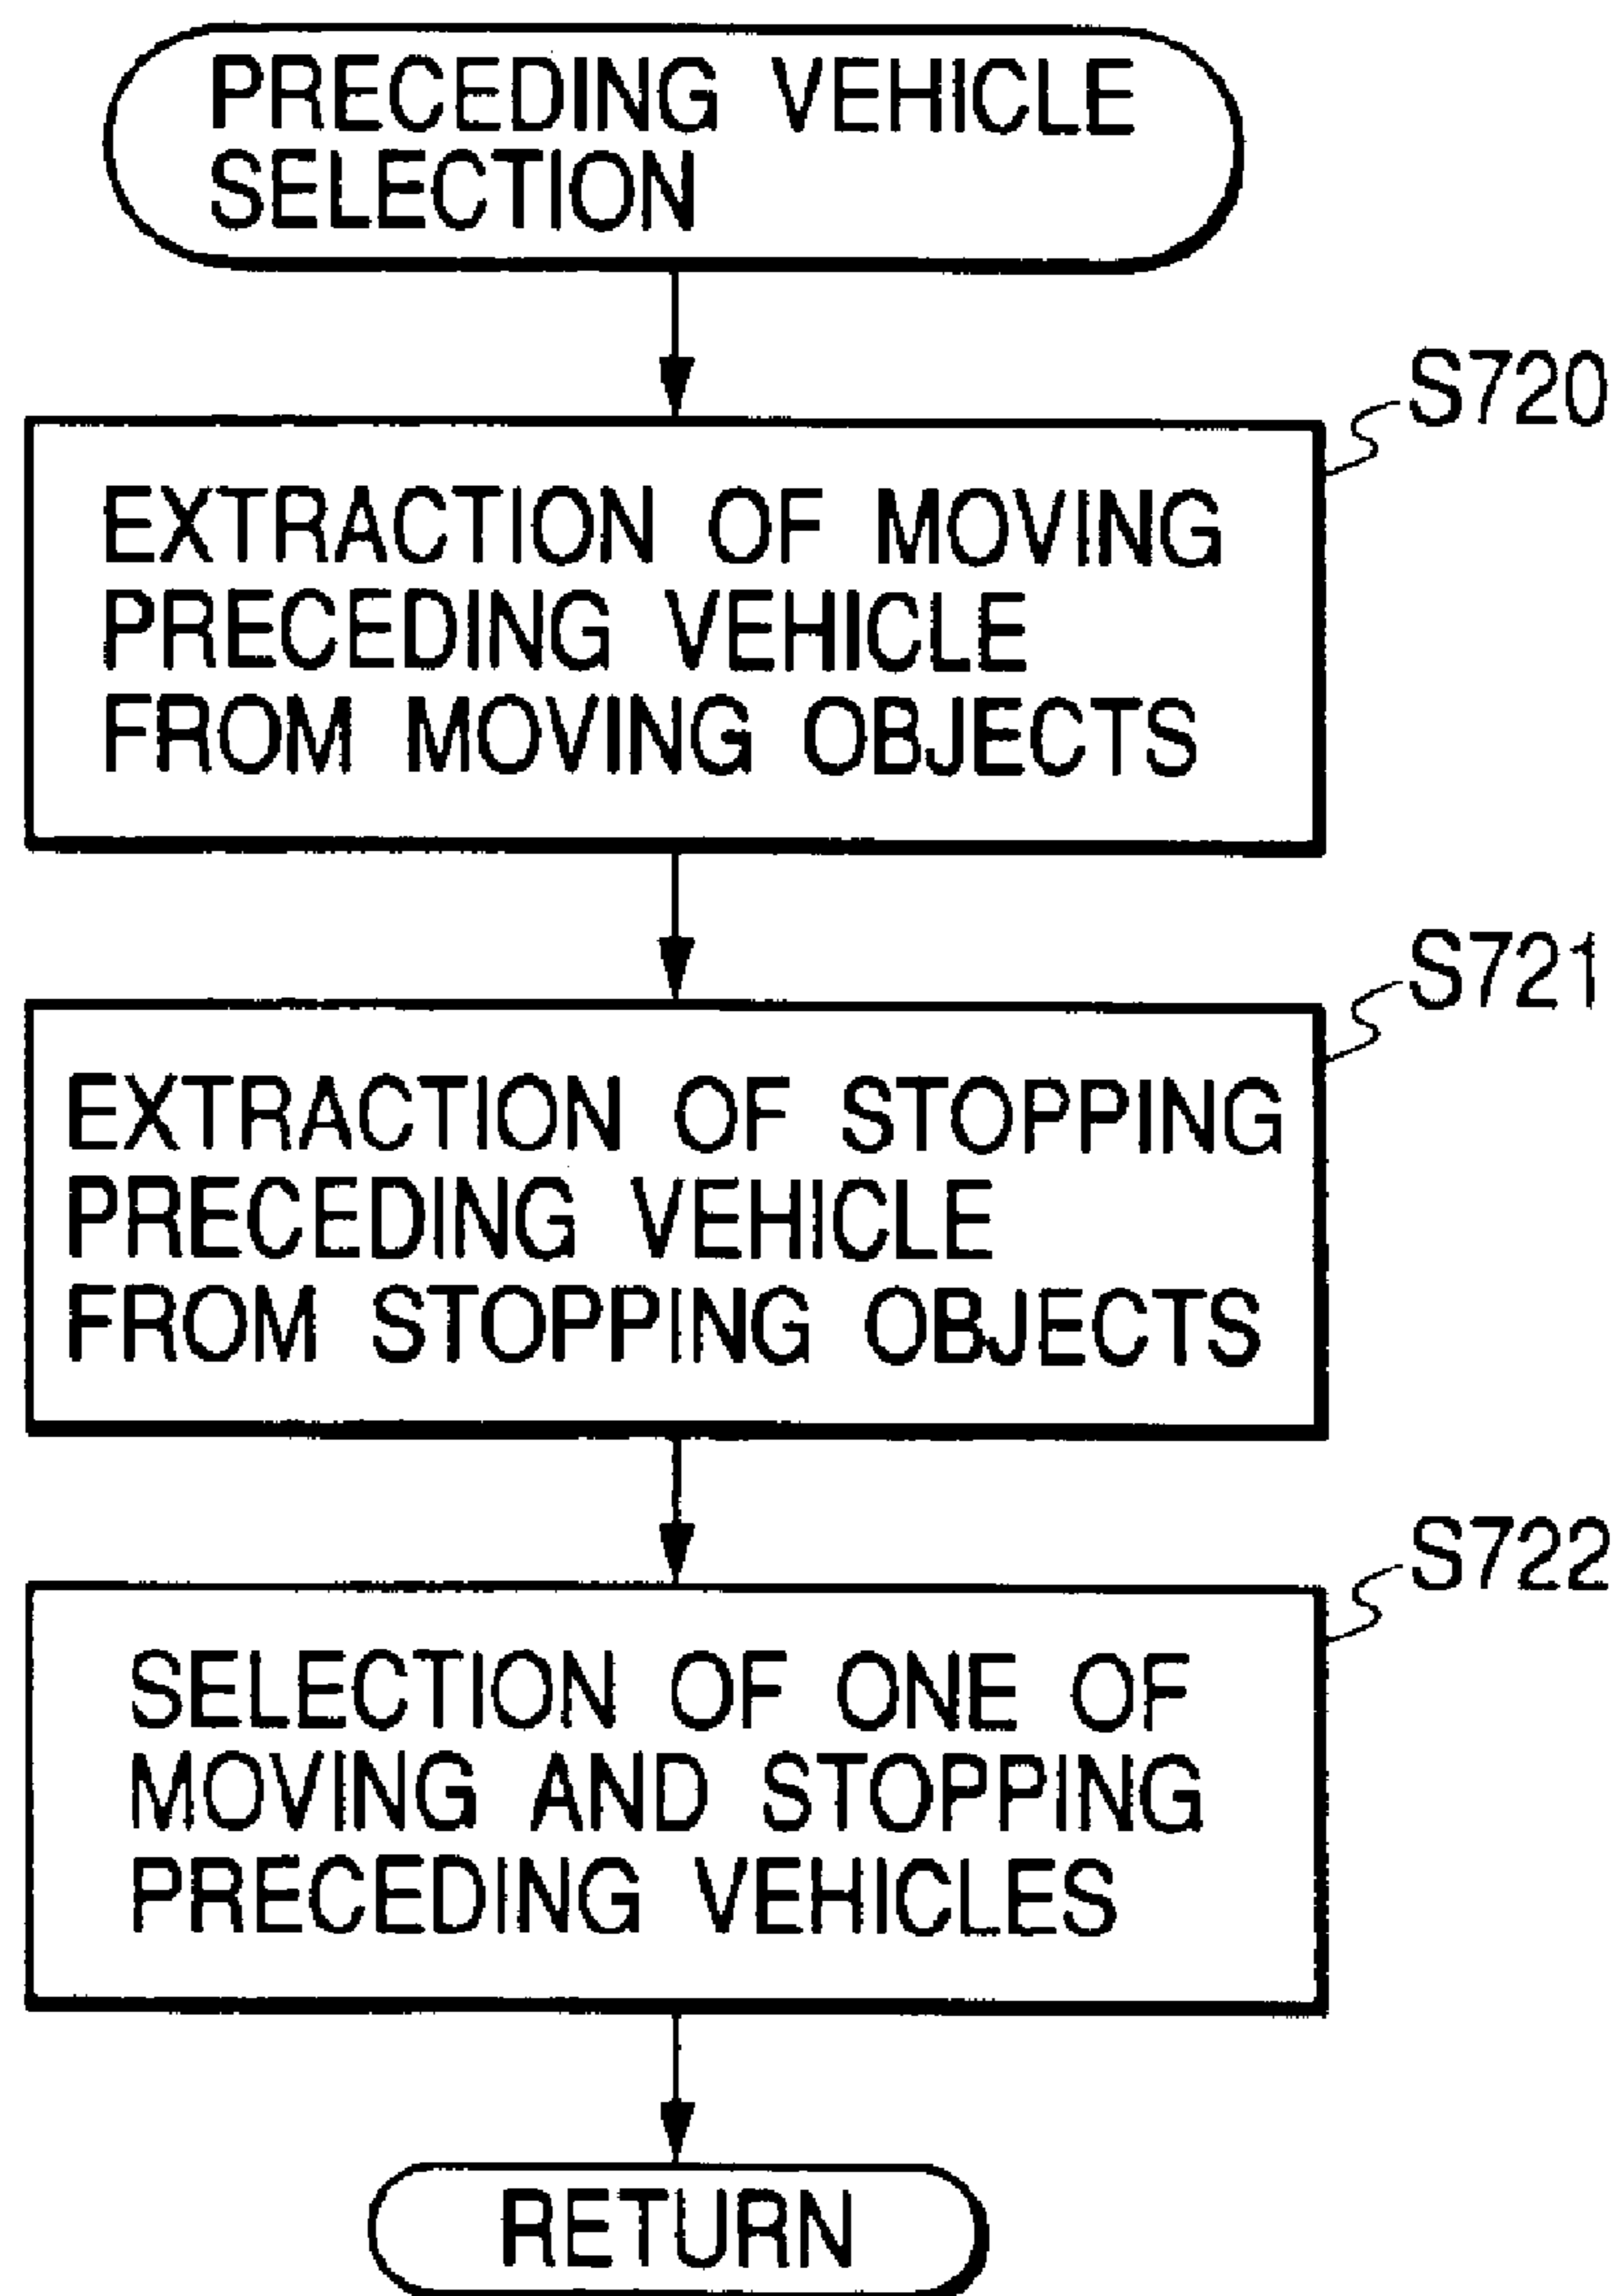 PRECEDING VEHICLE
SELECTION
S720
EXTRACTION OF MOVING
PRECEDING VEHICLE
FROM MOVING OBJECTS
S721
EXTRACTION OF STOPPING
PRECEDING VEHICLE
FROM STOPPING OBJECTS
S722
SELECTION OF ONE OF
MOVING AND STOPPING
PRECEDING VEHICLES
RETURN